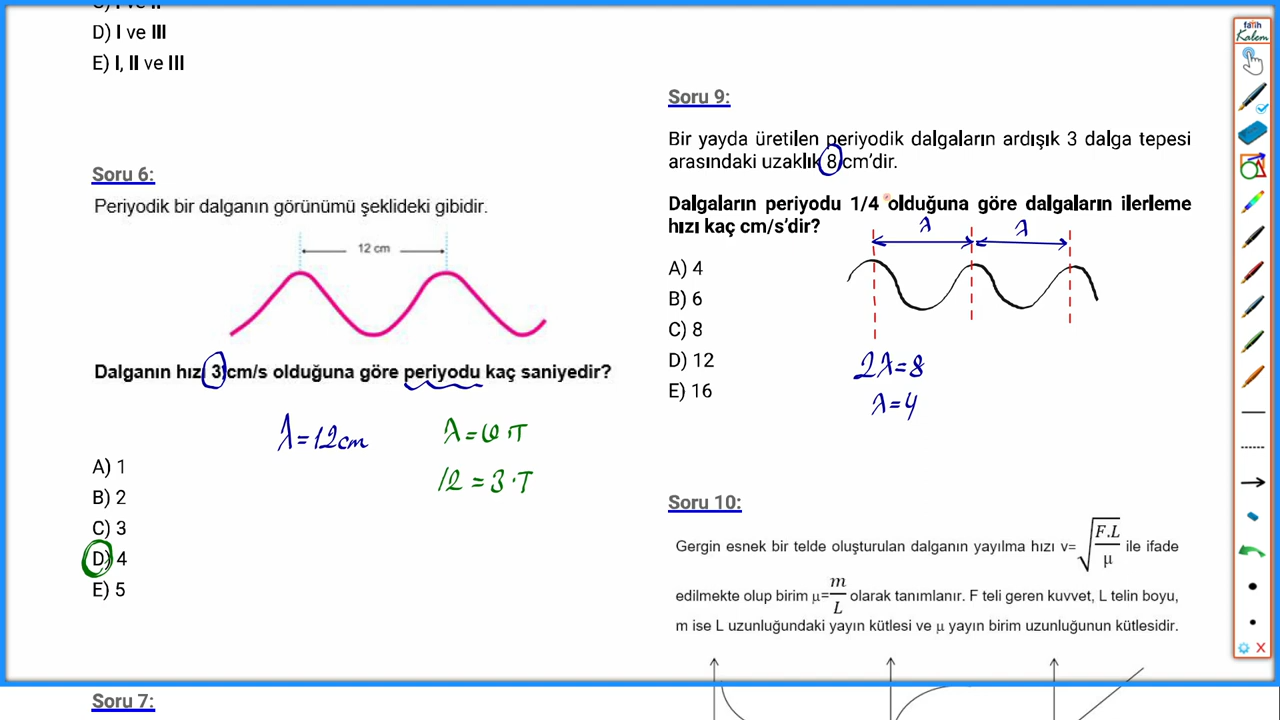 C) I ve II
D) I ve III
E) I, II ve III
Soru 6:
Periyodik bir dalganın görünümü şekildeki gibidir.
12 cm
Dalganın hızı 3 cm/s olduğuna göre periyodu kaç saniyedir?
λ=12cm
λ=ϑT
12=3.T
A) 1
B) 2
C) 3
D) 4
E) 5
Soru 7:
Soru 9:
Bir yayda üretilen periyodik dalgaların ardışık 3 dalga tepesi
arasındaki uzaklık 8 cm'dir.
Dalgaların periyodu 1/4 olduğuna göre dalgaların ilerleme
hızı kaç cm/s'dir?
λ λ
A) 4
B) 6
C) 8
D) 12
E) 16
2λ=8
λ=4
Soru 10:
Gergin esnek bir telde oluşturulan dalganın yayılma hızı v=√(F.L/μ) ile ifade
edilmekte olup birim μ=m/L olarak tanımlanır. F teli geren kuvvet, L telin boyu,
m ise L uzunluğundaki yayın kütlesi ve μ yayın birim uzunluğunun kütlesidir.
fatih
Kalem